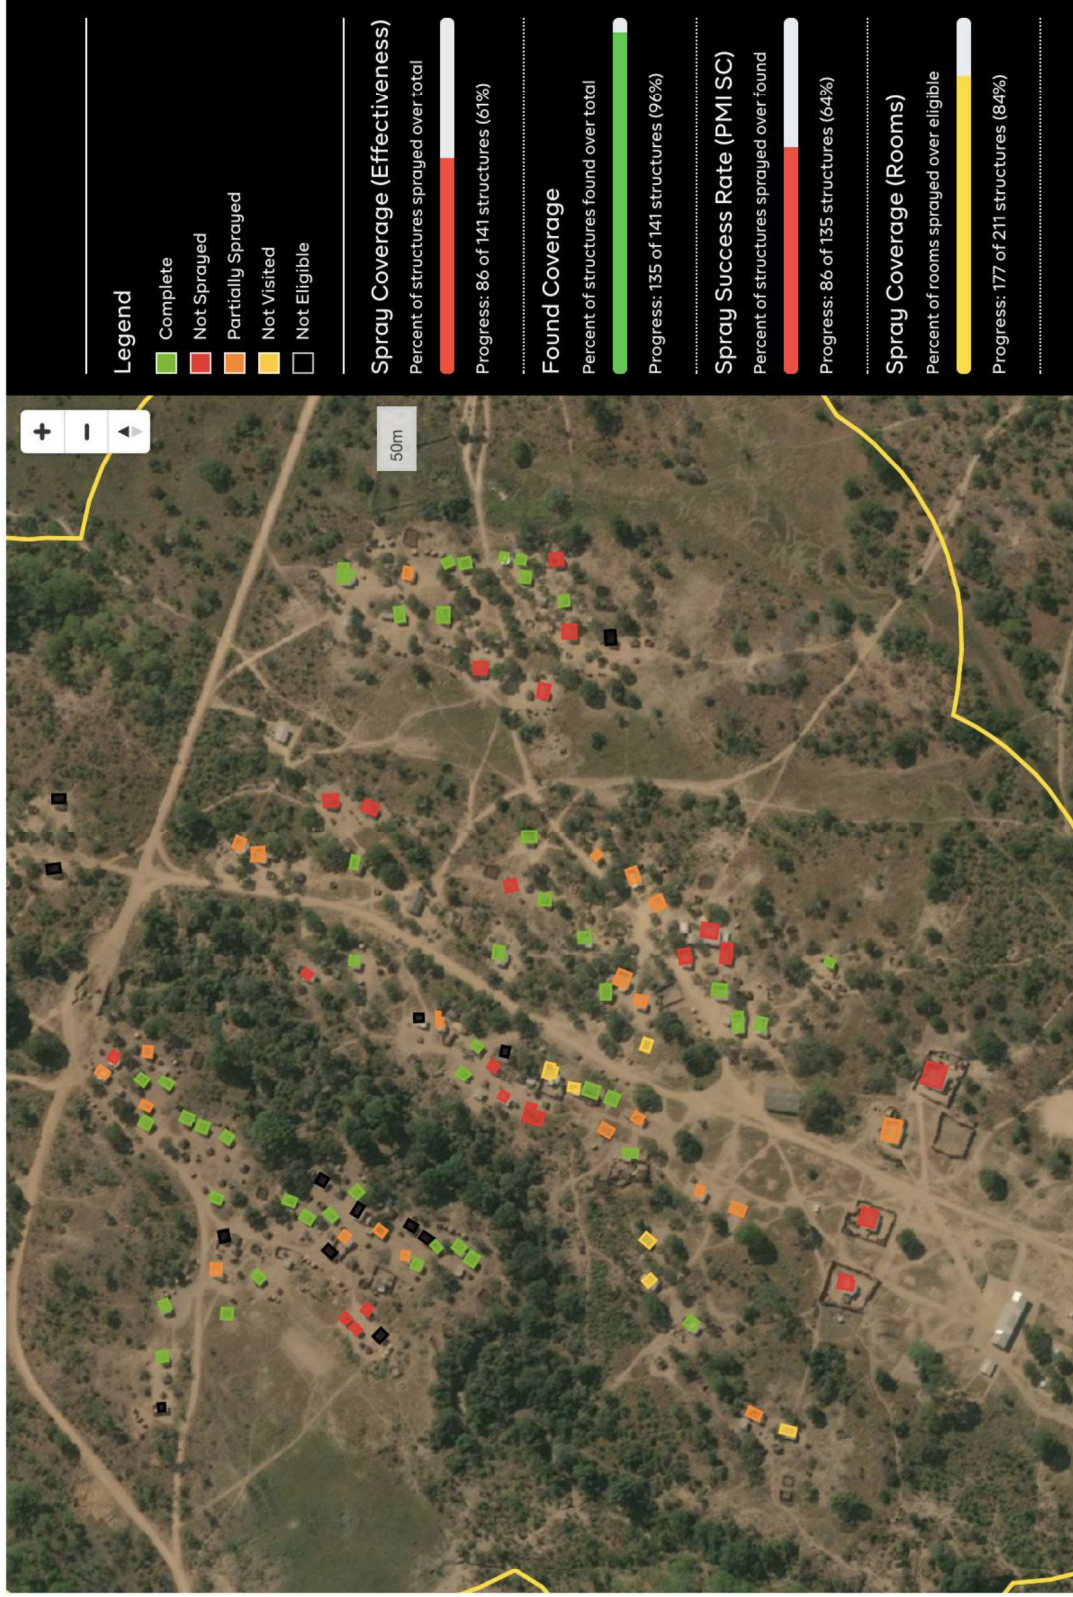 Legend
Complete
Not Sprayed
Partially Sprayed
Not Visited
Not Eligible
Spray Coverage (Effectiveness)
Percent of structures sprayed over total
Progress: 86 of 141 structures (61%)
Found Coverage
Percent of structures found over total
Progress: 135 of 141 structures (96%)
Spray Success Rate (PMI SC)
Percent of structures sprayed over found
Progress: 86 of 135 structures (64%)
Spray Coverage (Rooms)
Percent of rooms sprayed over eligible
Progress: 177 of 211 structures (84%)
+
−
50m